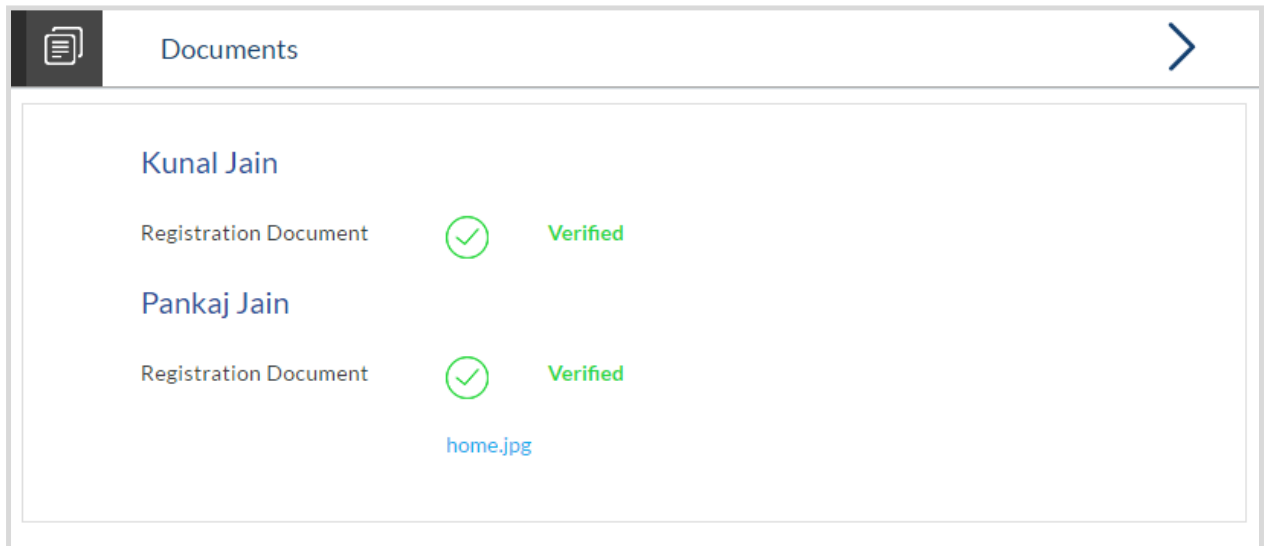 Documents
Kunal Jain
Registration Document Verified
Pankaj Jain
Registration Document Verified
home.jpg